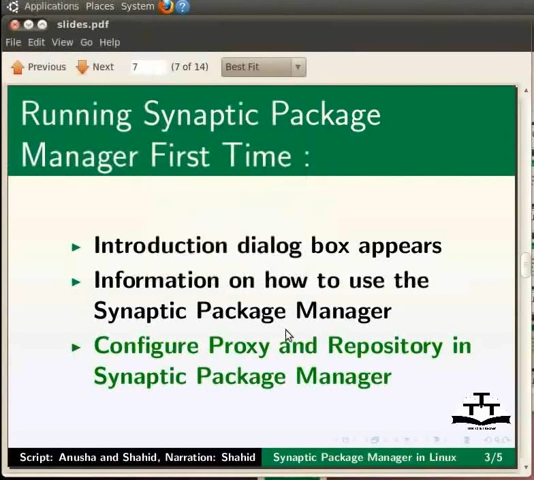 Applications Places System
slides.pdf
File Edit View Go Help
Previous Next 7 (7 of 14) Best Fit
Running Synaptic Package
Manager First Time :
Introduction dialog box appears
Information on how to use the
Synaptic Package Manager
Configure Proxy and Repository in
Synaptic Package Manager
Script: Anusha and Shahid, Narration: Shahid Synaptic Package Manager in Linux 3/5